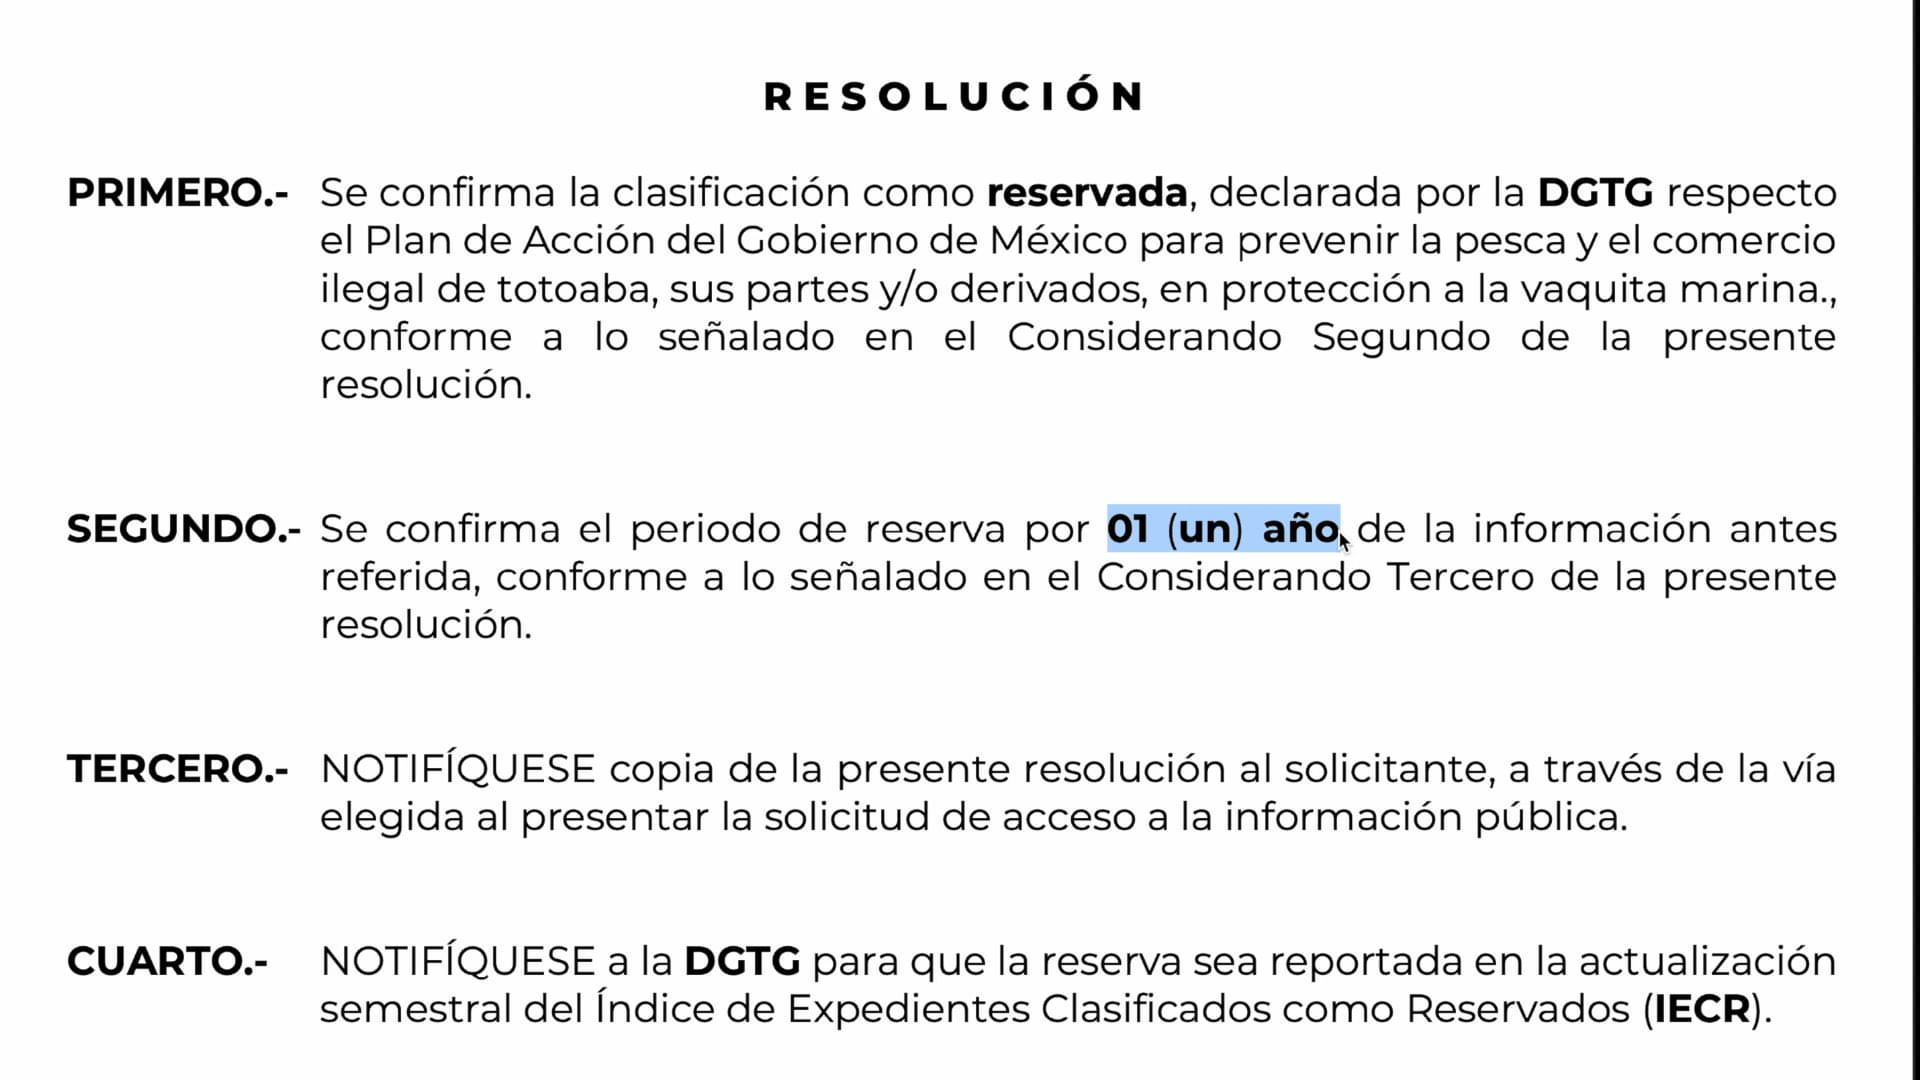 RESOLUCIÓN
PRIMERO.- Se confirma la clasificación como reservada, declarada por la DGTG respecto
el Plan de Acción del Gobierno de México para prevenir la pesca y el comercio
ilegal de totoaba, sus partes y/o derivados, en protección a la vaquita marina.,
conforme a lo señalado en el Considerando Segundo de la presente
resolución.
SEGUNDO.- Se confirma el periodo de reserva por 01 (un) año, de la información antes
referida, conforme a lo señalado en el Considerando Tercero de la presente
resolución.
TERCERO.- NOTIFÍQUESE copia de la presente resolución al solicitante, a través de la vía
elegida al presentar la solicitud de acceso a la información pública.
CUARTO.- NOTIFÍQUESE a la DGTG para que la reserva sea reportada en la actualización
semestral del Índice de Expedientes Clasificados como Reservados (IECR).